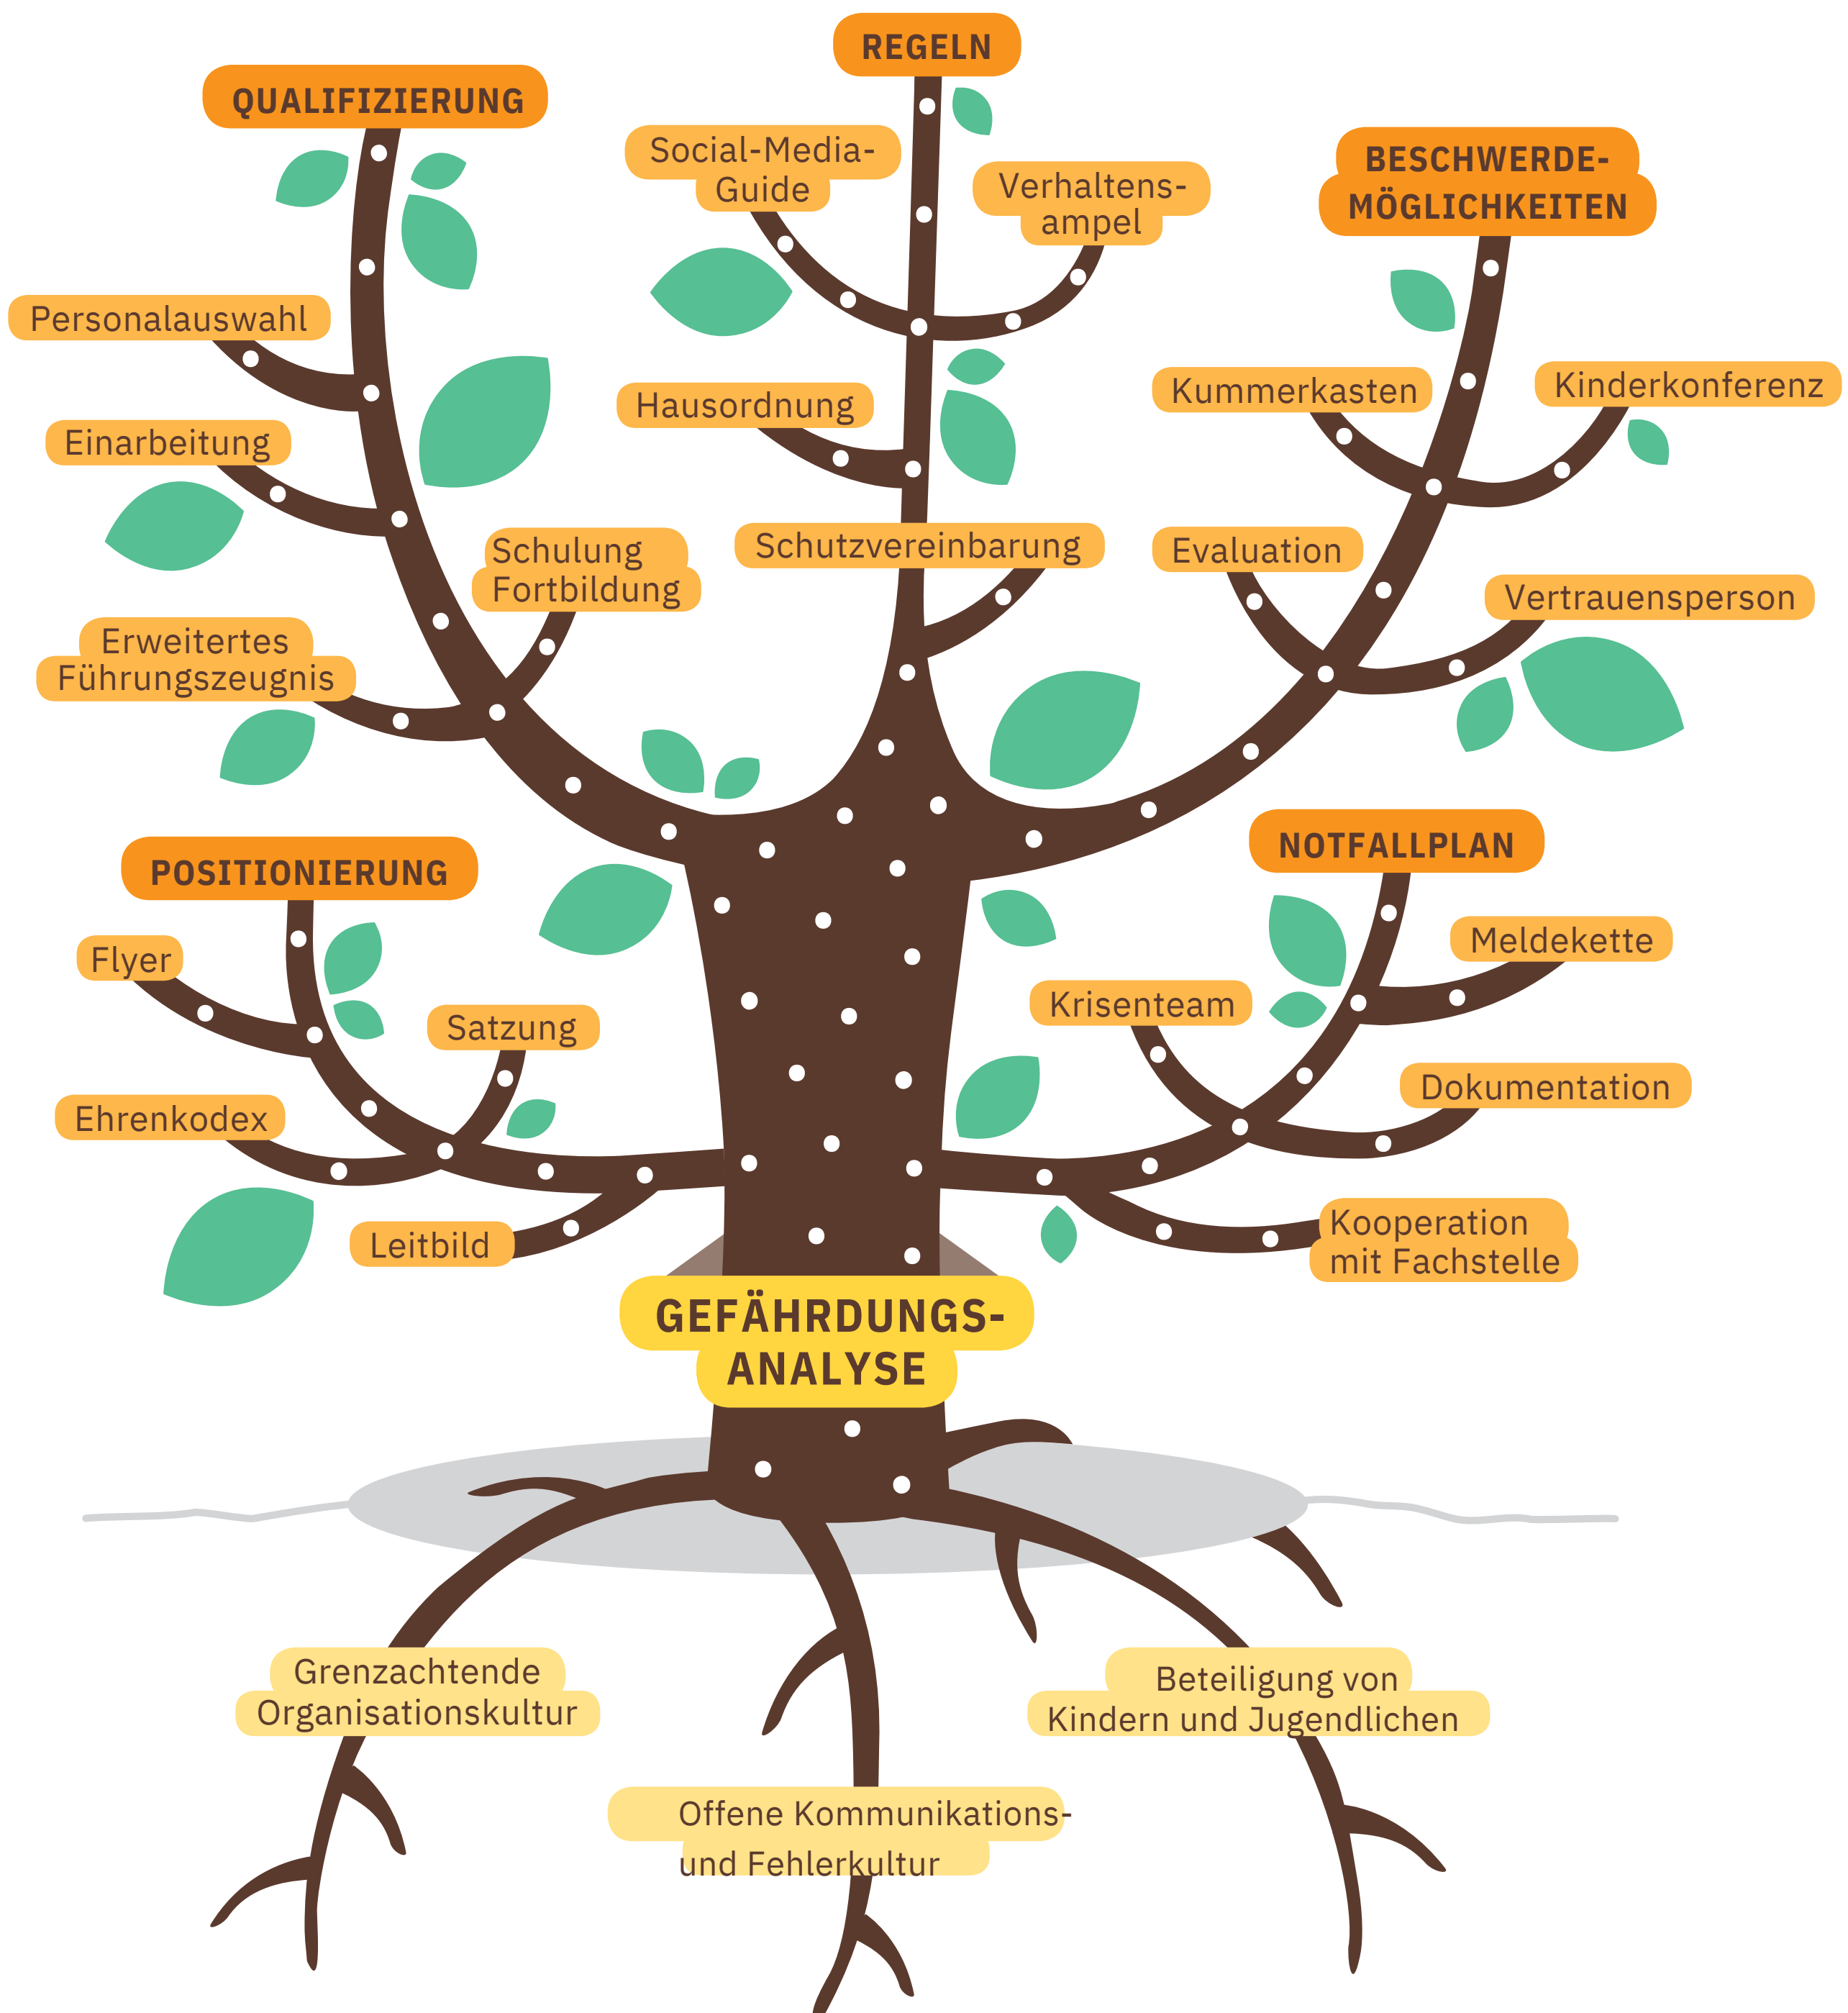 REGELN
QUALIFIZIERUNG
Social-Media-
Guide
Verhaltens-
ampel
BESCHWERDE-
MÖGLICHKEITEN
Personalauswahl
Hausordnung
Kummerkasten
Kinderkonferenz
Einarbeitung
Schulung
Fortbildung
Schutzvereinbarung
Evaluation
Vertrauensperson
Erweitertes
Führungszeugnis
POSITIONIERUNG
NOTFALLPLAN
Flyer
Satzung
Krisenteam
Meldekette
Ehrenkodex
Dokumentation
Leitbild
Kooperation
mit Fachstelle
GEFÄHRDUNGS-
ANALYSE
Grenzachtende
Organisationskultur
Beteiligung von
Kindern und Jugendlichen
Offene Kommunikations-
und Fehlerkultur